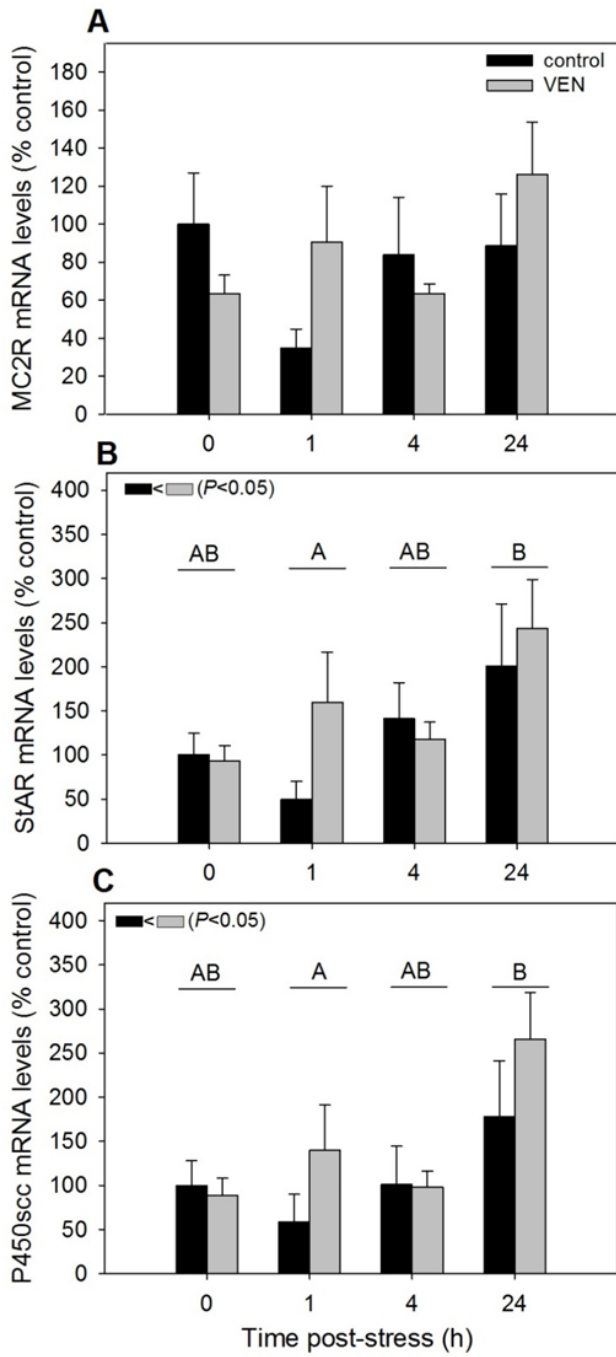 A
MC2R mRNA levels (% control)
180
160
140
120
100
80
60
40
20
0
control
VEN
0 1 4 24
B
StAR mRNA levels (% control)
400
350
300
250
200
150
100
50
0
< (P<0.05)
AB A AB B
0 1 4 24
C
P450scc mRNA levels (% control)
400
350
300
250
200
150
100
50
0
< (P<0.05)
AB A AB B
0 1 4 24
Time post-stress (h)